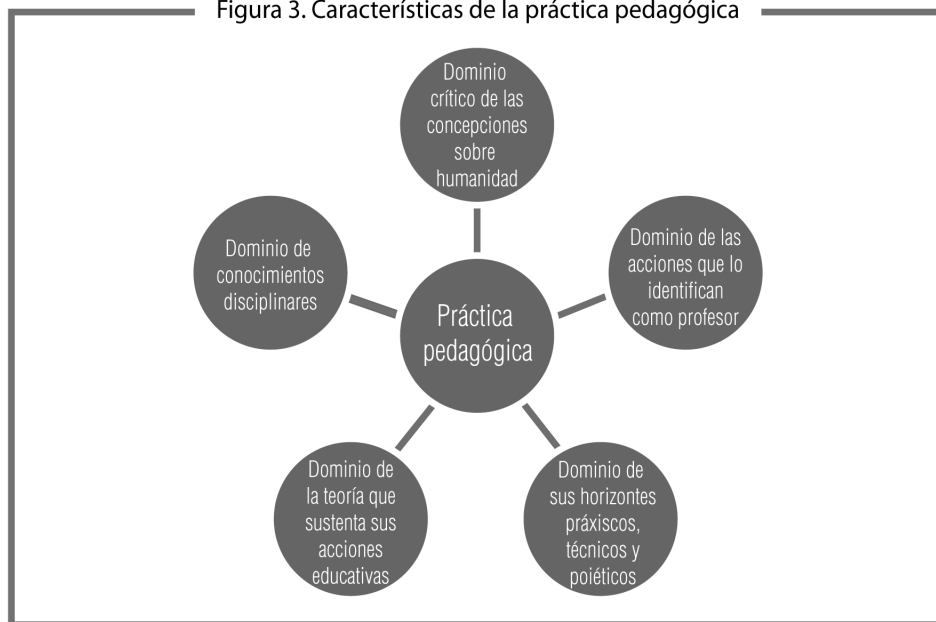 Figura 3. Características de la práctica pedagógica
Dominio
crítico de las
concepciones
sobre
humanidad
Dominio de las
acciones que lo
identifican
como profesor
Dominio de
sus horizontes
práxiscos,
técnicos y
poiéticos
Dominio de
la teoría que
sustenta sus
acciones
educativas
Dominio de
conocimientos
disciplinares
Práctica
pedagógica